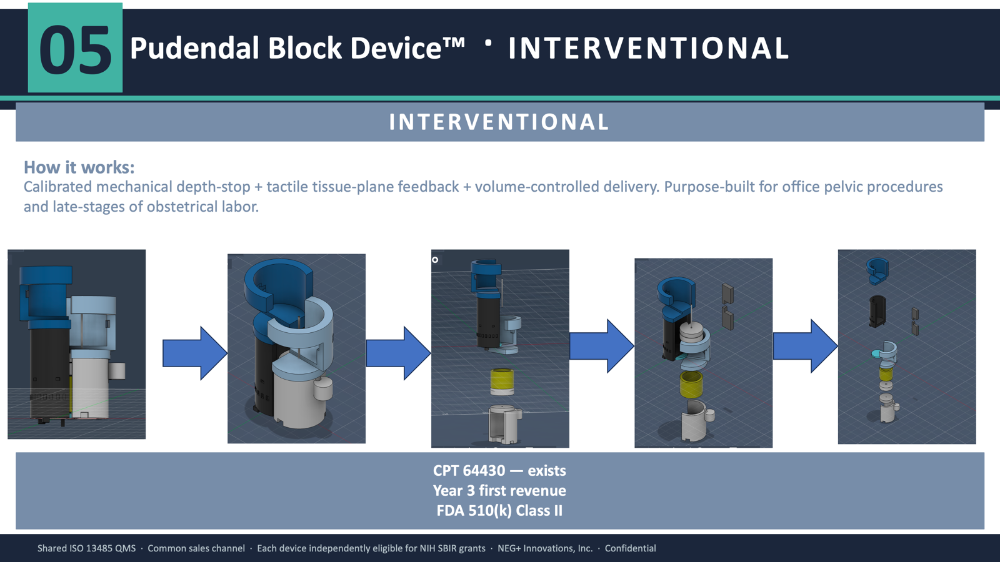 05
Pudendal Block Device™ · INTERVENTIONAL
INTERVENTIONAL
How it works:
Calibrated mechanical depth-stop + tactile tissue-plane feedback + volume-controlled delivery. Purpose-built for office pelvic procedures
and late-stages of obstetrical labor.
CPT 64430 — exists
Year 3 first revenue
FDA 510(k) Class II
Shared ISO 13485 QMS · Common sales channel · Each device independently eligible for NIH SBIR grants · NEG+ Innovations, Inc. · Confidential